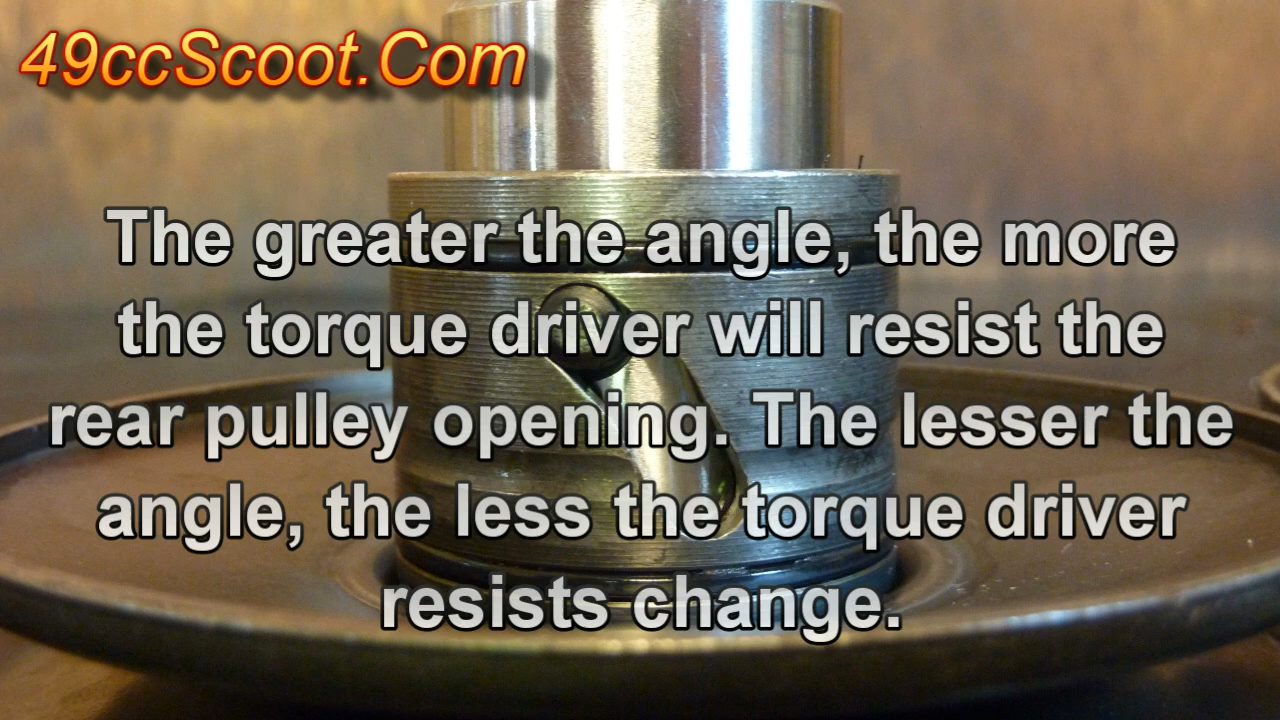 49ccScoot.Com
The greater the angle, the more
the torque driver will resist the
rear pulley opening. The lesser the
angle, the less the torque driver
resists change.